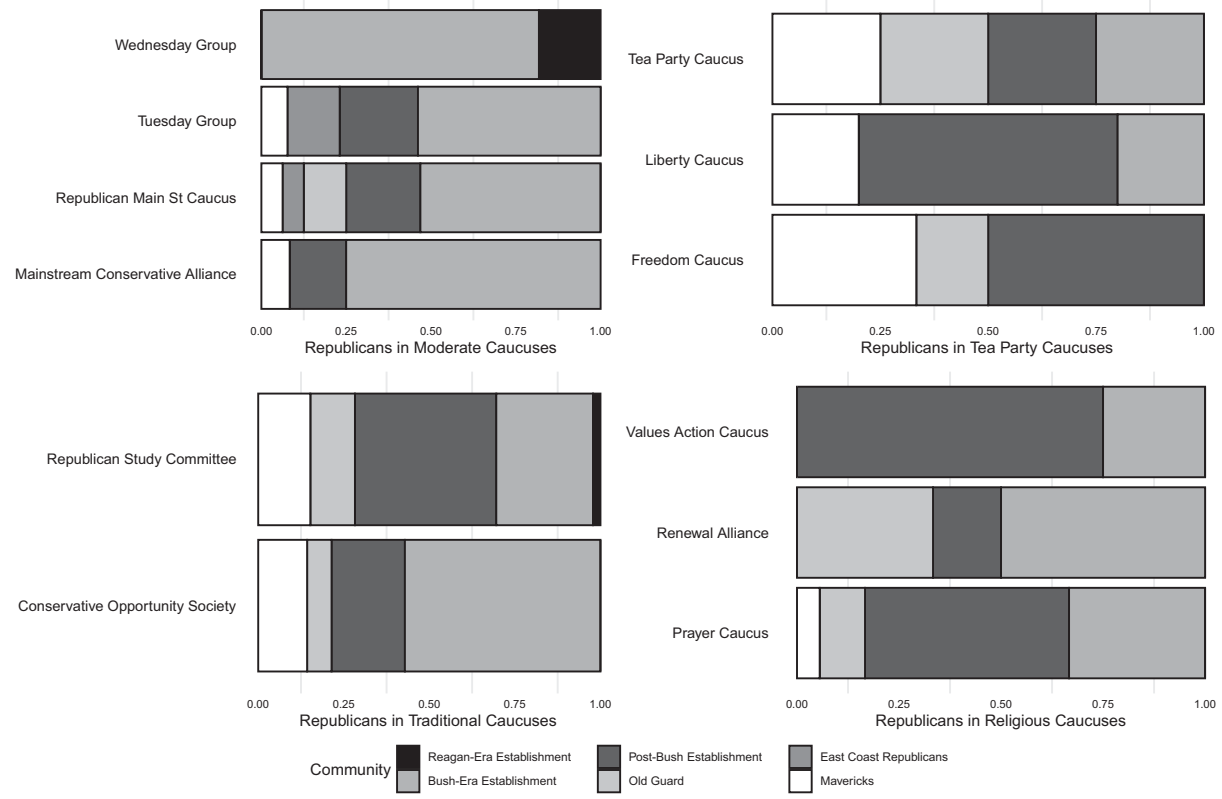 Wednesday Group
Tuesday Group
Republican Main St Caucus
Mainstream Conservative Alliance
0.00 0.25 0.50 0.75 1.00
Republicans in Moderate Caucuses
Tea Party Caucus
Liberty Caucus
Freedom Caucus
0.00 0.25 0.50 0.75 1.00
Republicans in Tea Party Caucuses
Republican Study Committee
Conservative Opportunity Society
0.00 0.25 0.50 0.75 1.00
Republicans in Traditional Caucuses
Values Action Caucus
Renewal Alliance
Prayer Caucus
0.00 0.25 0.50 0.75 1.00
Republicans in Religious Caucuses
Community
Reagan-Era Establishment Post-Bush Establishment East Coast Republicans
Bush-Era Establishment Old Guard Mavericks